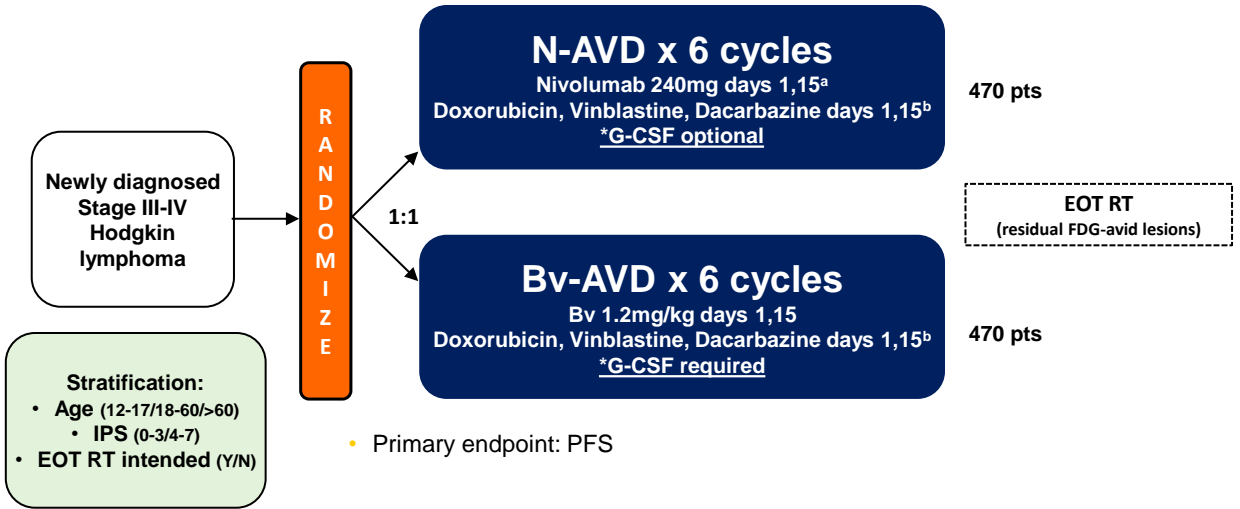 Newly diagnosed
Stage III-IV
Hodgkin
lymphoma
Stratification:
• Age (12-17/18-60/>60)
• IPS (0-3/4-7)
• EOT RT intended (Y/N)
R
A
N
D
O
M
I
Z
E
1:1
N-AVD x 6 cycles
Nivolumab 240mg days 1,15ᵃ
Doxorubicin, Vinblastine, Dacarbazine days 1,15ᵇ
*G-CSF optional
470 pts
Bv-AVD x 6 cycles
Bv 1.2mg/kg days 1,15
Doxorubicin, Vinblastine, Dacarbazine days 1,15ᵇ
*G-CSF required
470 pts
EOT RT
(residual FDG-avid lesions)
• Primary endpoint: PFS